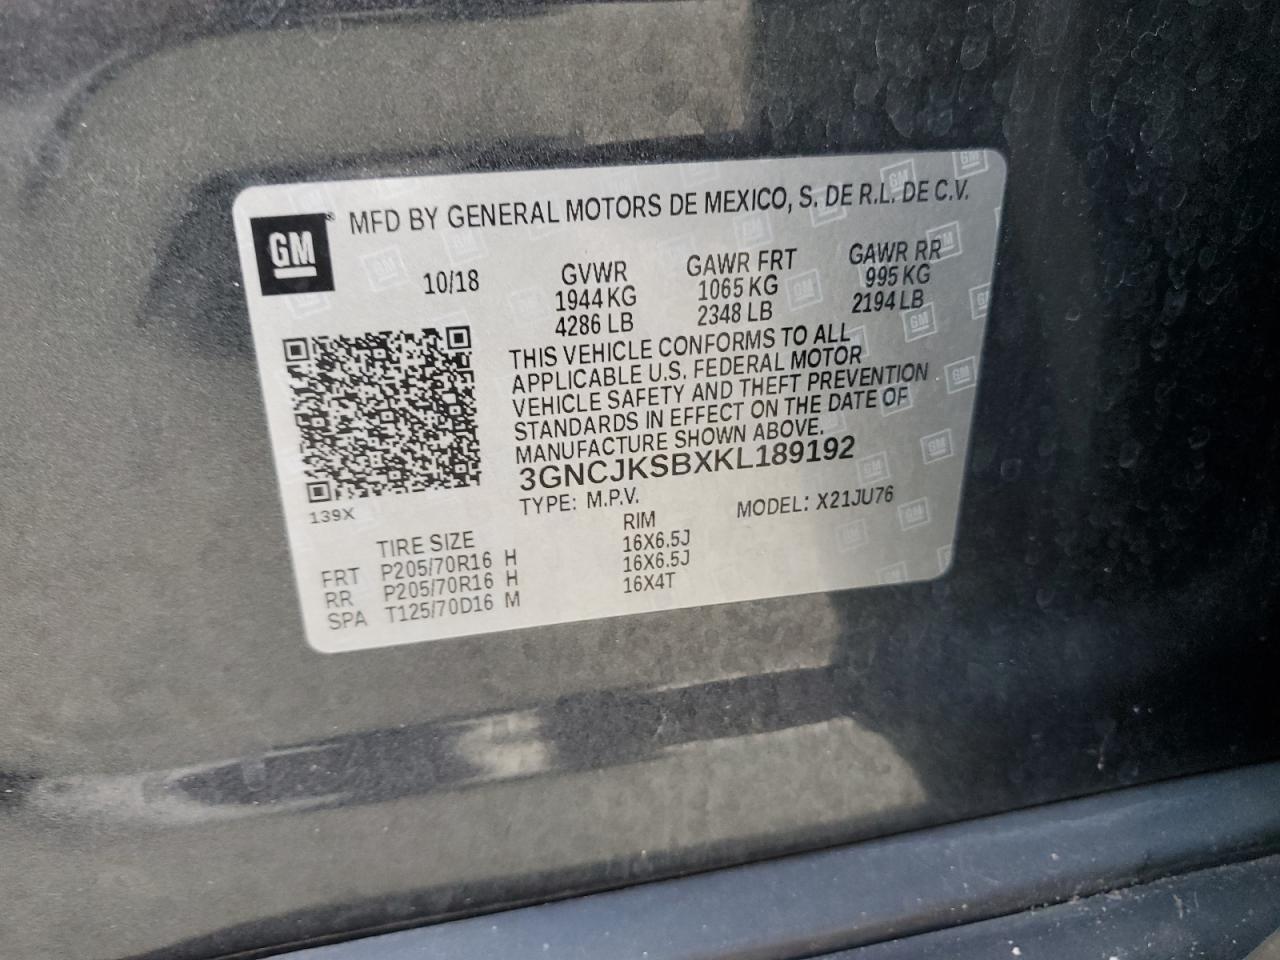 GM
MFD BY GENERAL MOTORS DE MEXICO, S. DE R.L. DE C.V.
10/18
GVWR GAWR FRT GAWR RR
1944 KG 1065 KG 995 KG
4286 LB 2348 LB 2194 LB
THIS VEHICLE CONFORMS TO ALL
APPLICABLE U.S. FEDERAL MOTOR
VEHICLE SAFETY AND THEFT PREVENTION
STANDARDS IN EFFECT ON THE DATE OF
MANUFACTURE SHOWN ABOVE.
3GNCJKSBXKL189192
TYPE: M.P.V. MODEL: X21JU76
139X
TIRE SIZE RIM
FRT P205/70R16 H 16X6.5J
RR P205/70R16 H 16X6.5J
SPA T125/70D16 M 16X4T